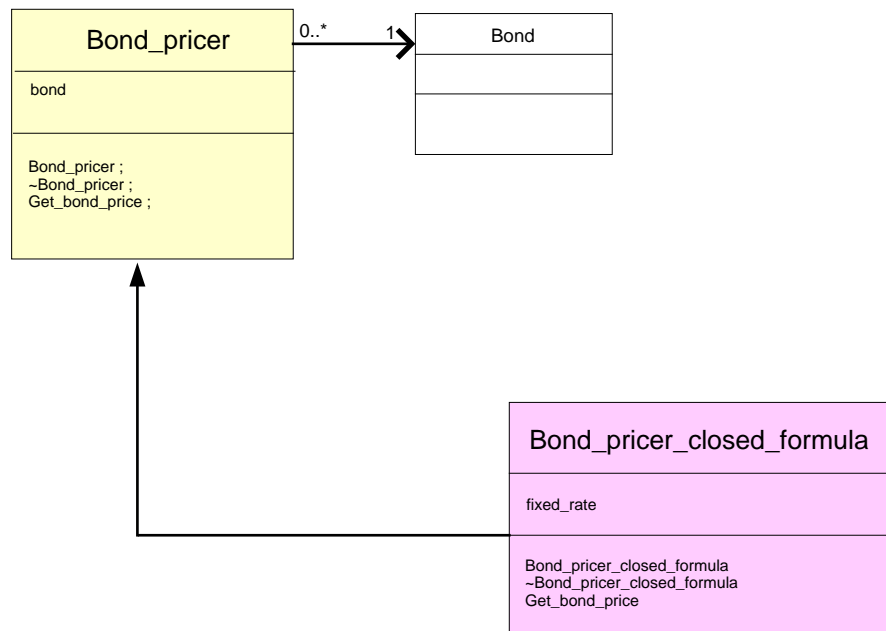 Bond_pricer
0..*
1
Bond
bond
Bond_pricer ;
~Bond_pricer ;
Get_bond_price ;
Bond_pricer_closed_formula
fixed_rate
Bond_pricer_closed_formula
~Bond_pricer_closed_formula
Get_bond_price